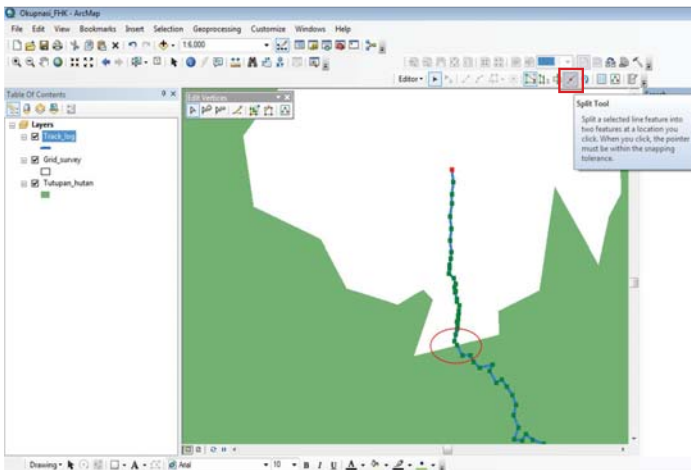 Okupnasi_FHK - ArcMap
File Edit View Bookmarks Insert Selection Geoprocessing Customize Windows Help
1:6.000
Editor
Table Of Contents
Edit Vertices
Split Tool
Split a selected line feature into
two features at a location you
click. When you click, the pointer
must be within the snapping
tolerance.
Layers
Track_log
Grid_survey
Tutupan_hutan
Drawing A Arial 10 B I U A